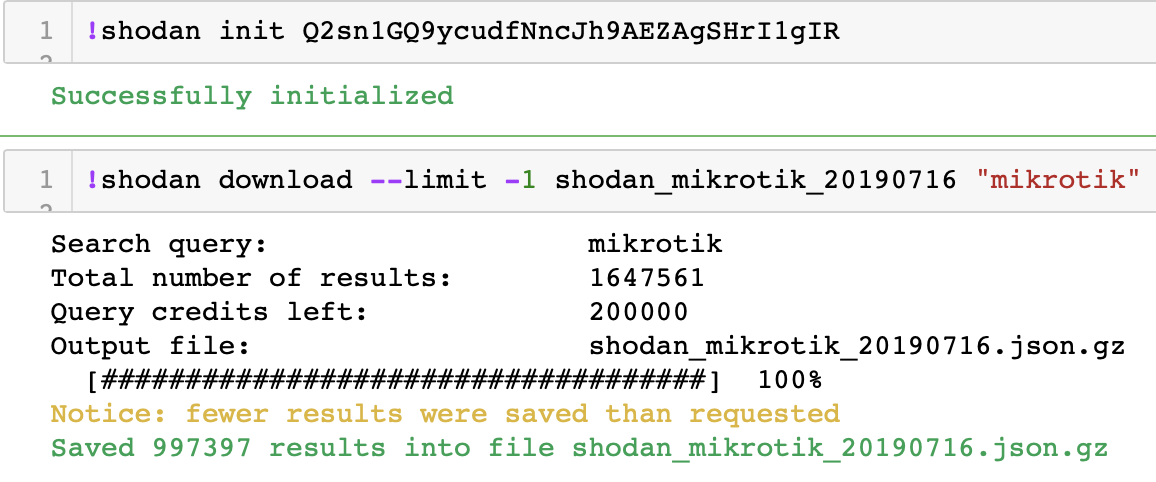 1 !shodan init Q2sn1GQ9ycudfNncJh9AEZAgSHrI1gIR
Successfully initialized
1 !shodan download --limit -1 shodan_mikrotik_20190716 "mikrotik"
Search query: mikrotik
Total number of results: 1647561
Query credits left: 200000
Output file: shodan_mikrotik_20190716.json.gz
[####################################] 100%
Notice: fewer results were saved than requested
Saved 997397 results into file shodan_mikrotik_20190716.json.gz